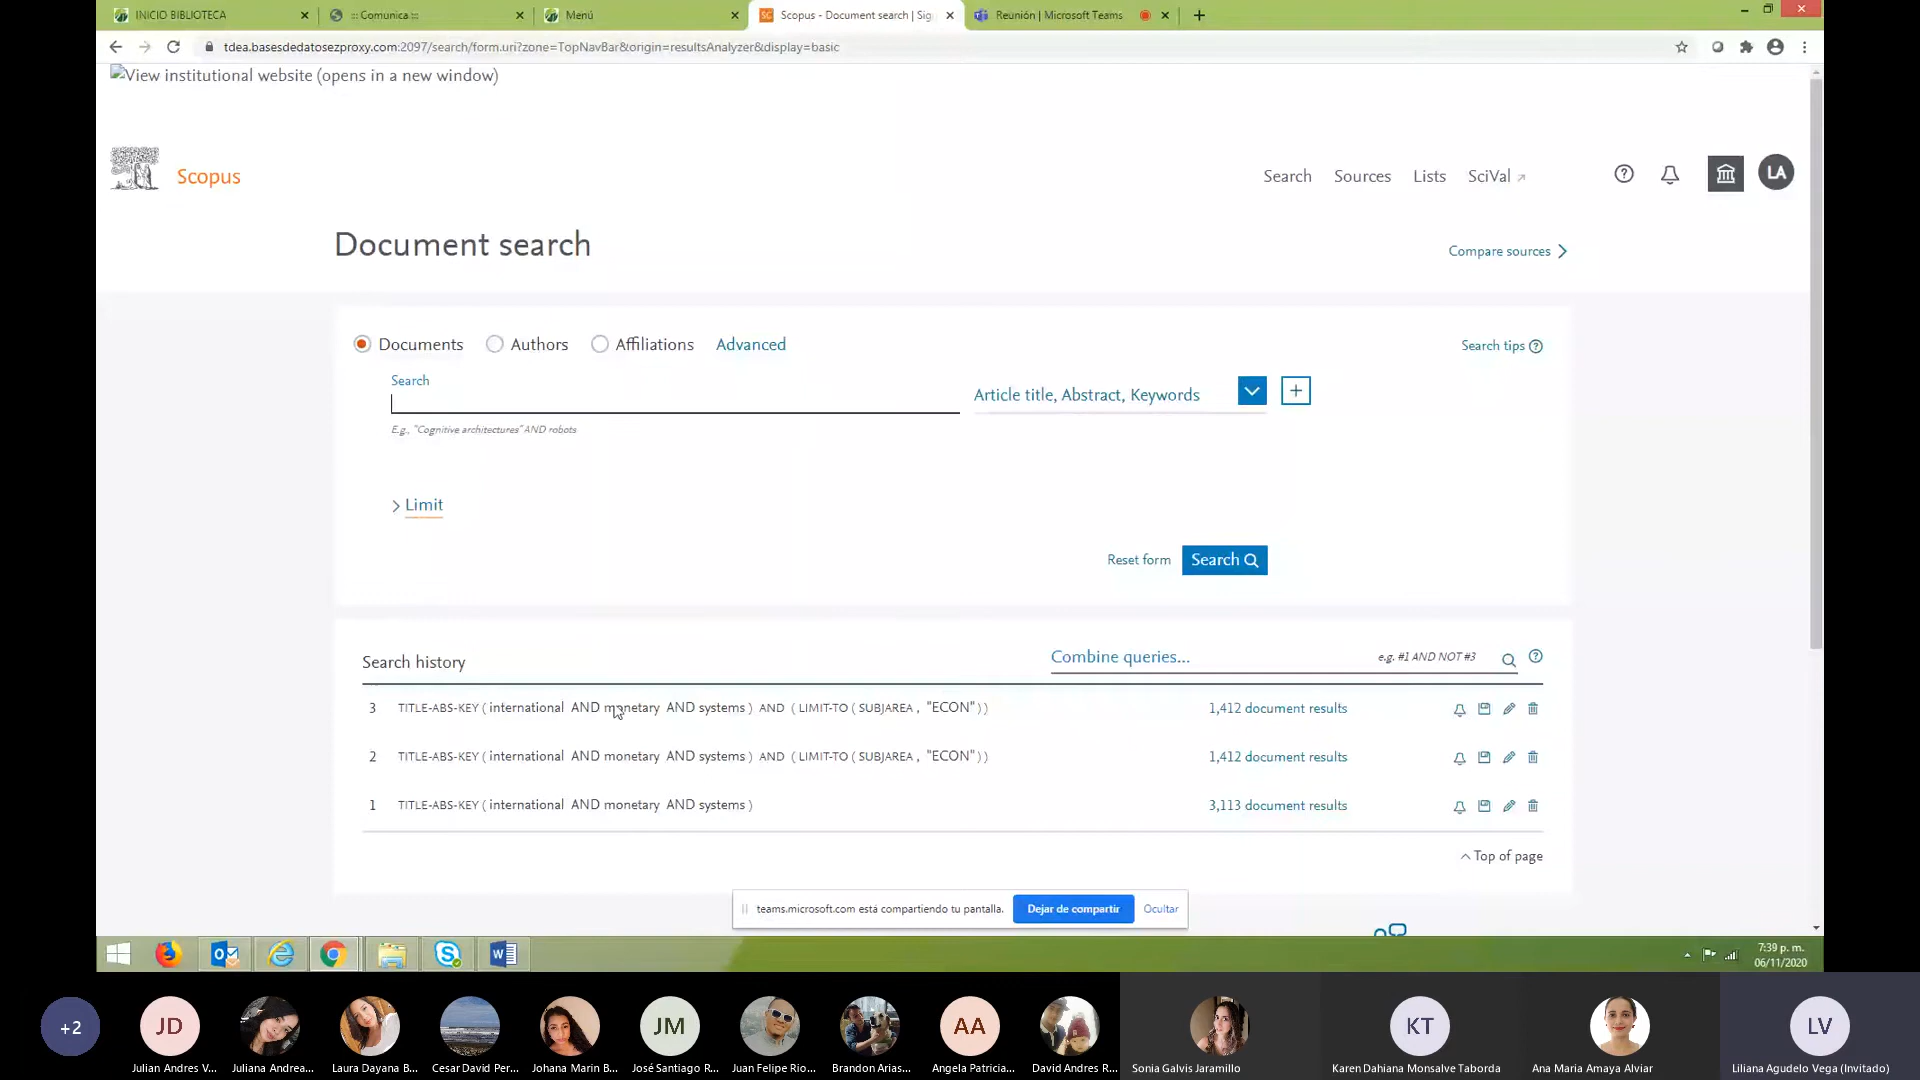 INICIO BIBLIOTECA
::: Comunica :::
Menú
Scopus - Document search | Sig
Reunión | Microsoft Teams
tdea.basesdedatosezproxy.com:2097/search/form.uri?zone=TopNavBar&origin=resultsAnalyzer&display=basic
View institutional website (opens in a new window)
Scopus
Search Sources Lists SciVal
LA
Document search
Compare sources
Documents Authors Affiliations Advanced
Search tips
Search
Article title, Abstract, Keywords
E.g., "Cognitive architectures" AND robots
Limit
Reset form
Search
Search history
Combine queries...
e.g. #1 AND NOT #3
3 TITLE-ABS-KEY ( international AND monetary AND systems ) AND ( LIMIT-TO ( SUBJAREA , "ECON" ) ) 1,412 document results
2 TITLE-ABS-KEY ( international AND monetary AND systems ) AND ( LIMIT-TO ( SUBJAREA , "ECON" ) ) 1,412 document results
1 TITLE-ABS-KEY ( international AND monetary AND systems ) 3,113 document results
Top of page
teams.microsoft.com está compartiendo tu pantalla.
Dejar de compartir
Ocultar
7:39 p. m.
06/11/2020
+2 JD JM AA KT LV
Julian Andres V... Juliana Andrea... Laura Dayana B... Cesar David Per... Johana Marin B... José Santiago R... Juan Felipe Rio... Brandon Arias... Angela Patricia... David Andres R... Sonia Galvis Jaramillo Karen Dahiana Monsalve Taborda Ana Maria Amaya Alviar Liliana Agudelo Vega (Invitado)